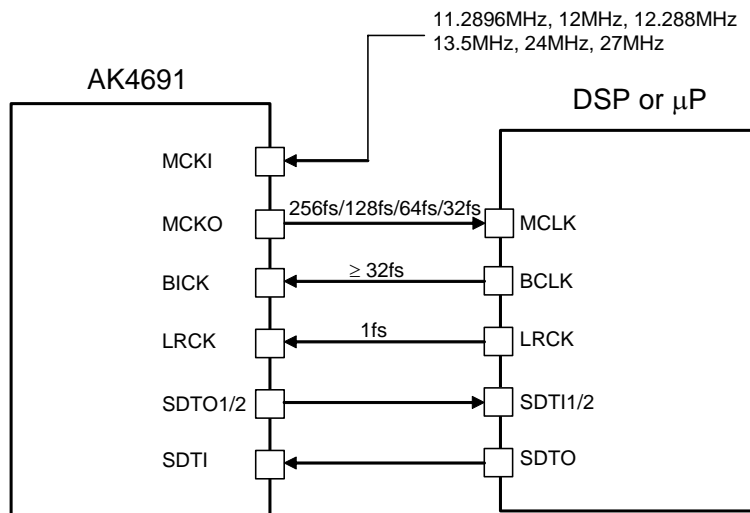 11.2896MHz, 12MHz, 12.288MHz
13.5MHz, 24MHz, 27MHz
AK4691
DSP or μP
MCKI
MCKO
256fs/128fs/64fs/32fs
MCLK
BICK
≥ 32fs
BCLK
LRCK
1fs
LRCK
SDTO1/2
SDTI1/2
SDTI
SDTO